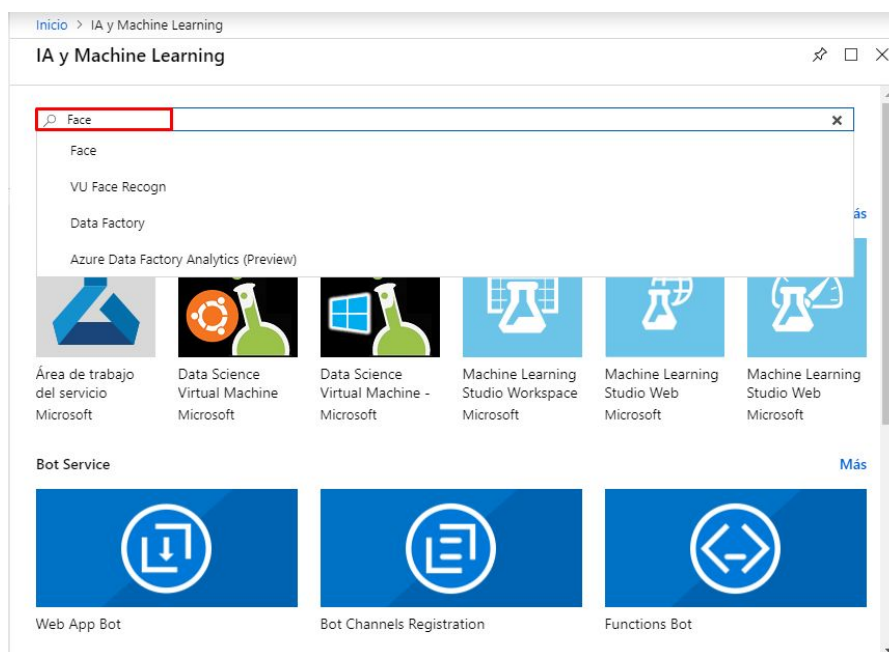 Inicio > IA y Machine Learning
IA y Machine Learning
Face
Face
VU Face Recogn
Data Factory
Azure Data Factory Analytics (Preview)
ás
Área de trabajo del servicio
Microsoft
Data Science Virtual Machine
Microsoft
Data Science Virtual Machine -
Microsoft
Machine Learning Studio Workspace
Microsoft
Machine Learning Studio Web
Microsoft
Machine Learning Studio Web
Microsoft
Bot Service
Más
Web App Bot
Bot Channels Registration
Functions Bot